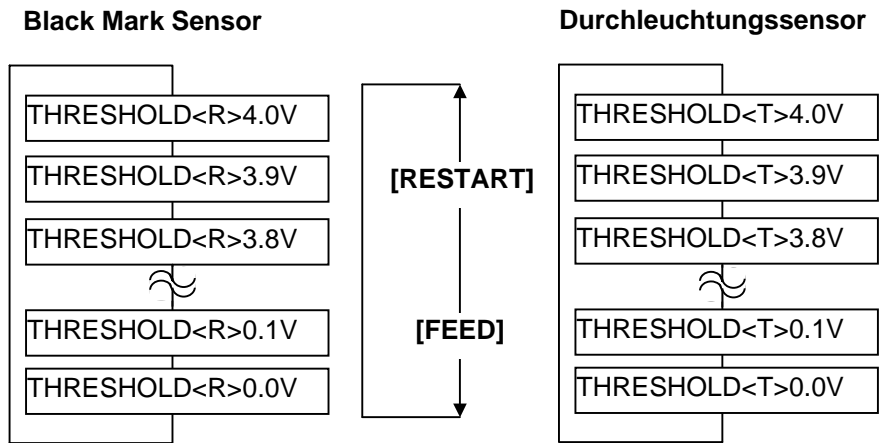 Black Mark Sensor
THRESHOLD<R>4.0V
THRESHOLD<R>3.9V
THRESHOLD<R>3.8V
THRESHOLD<R>0.1V
THRESHOLD<R>0.0V
[RESTART]
[FEED]
Durchleuchtungssensor
THRESHOLD<T>4.0V
THRESHOLD<T>3.9V
THRESHOLD<T>3.8V
THRESHOLD<T>0.1V
THRESHOLD<T>0.0V